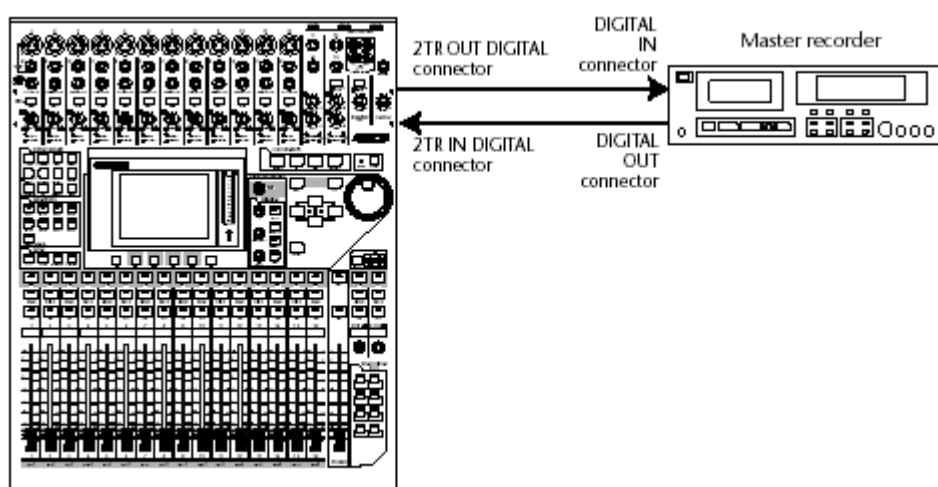 2TR OUT DIGITAL
connector
DIGITAL
IN
connector
Master recorder
2TR IN DIGITAL
connector
DIGITAL
OUT
connector